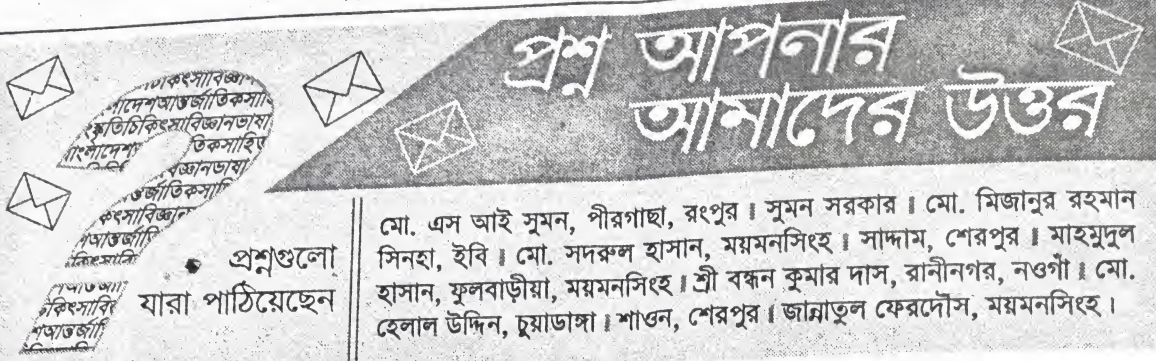 প্রশ্ন আপনার
আমাদের উত্তর
প্রশ্নগুলো
যারা পাঠিয়েছেন
মো. এস আই সুমন, পীরগাছা, রংপুর। সুমন সরকার। মো. মিজানুর রহমান
সিনহা, ইবি। মো. সদরুল হাসান, ময়মনসিংহ। সাদ্দাম, শেরপুর। মাহমুদুল
হাসান, ফুলবাড়ীয়া, ময়মনসিংহ। শ্রী বন্ধন কুমার দাস, রানীনগর, নওগাঁ। মো.
হেলাল উদ্দিন, চুয়াডাঙ্গা। শাওন, শেরপুর। জান্নাতুল ফেরদৌস, ময়মনসিংহ।